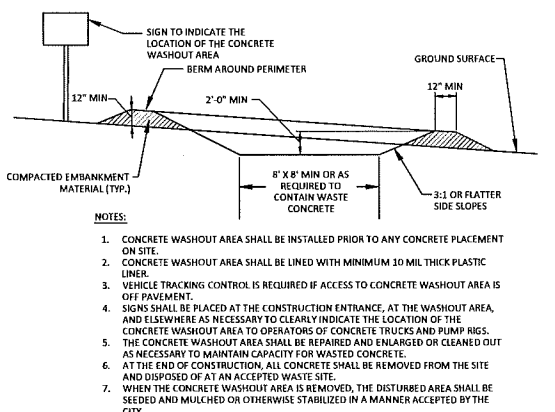 SIGN TO INDICATE THE
LOCATION OF THE CONCRETE
WASHOUT AREA
BERM AROUND PERIMETER
GROUND SURFACE
12" MIN
2'-0" MIN
12" MIN
COMPACTED EMBANKMENT
MATERIAL (TYP.)
8' X 8' MIN OR AS
REQUIRED TO
CONTAIN WASTE
CONCRETE
3:1 OR FLATTER
SIDE SLOPES
NOTES:
1. CONCRETE WASHOUT AREA SHALL BE INSTALLED PRIOR TO ANY CONCRETE PLACEMENT
ON SITE.
2. CONCRETE WASHOUT AREA SHALL BE LINED WITH MINIMUM 10 MIL THICK PLASTIC
LINER.
3. VEHICLE TRACKING CONTROL IS REQUIRED IF ACCESS TO CONCRETE WASHOUT AREA IS
OFF PAVEMENT.
4. SIGNS SHALL BE PLACED AT THE CONSTRUCTION ENTRANCE, AT THE WASHOUT AREA,
AND ELSEWHERE AS NECESSARY TO CLEARLY INDICATE THE LOCATION OF THE
CONCRETE WASHOUT AREA TO OPERATORS OF CONCRETE TRUCKS AND PUMP RIGS.
5. THE CONCRETE WASHOUT AREA SHALL BE REPAIRED AND ENLARGED OR CLEANED OUT
AS NECESSARY TO MAINTAIN CAPACITY FOR WASTED CONCRETE.
6. AT THE END OF CONSTRUCTION, ALL CONCRETE SHALL BE REMOVED FROM THE SITE
AND DISPOSED OF AT AN ACCEPTED WASTE SITE.
7. WHEN THE CONCRETE WASHOUT AREA IS REMOVED, THE DISTURBED AREA SHALL BE
SEEDED AND MULCHED OR OTHERWISE STABILIZED IN A MANNER ACCEPTED BY THE
CITY.